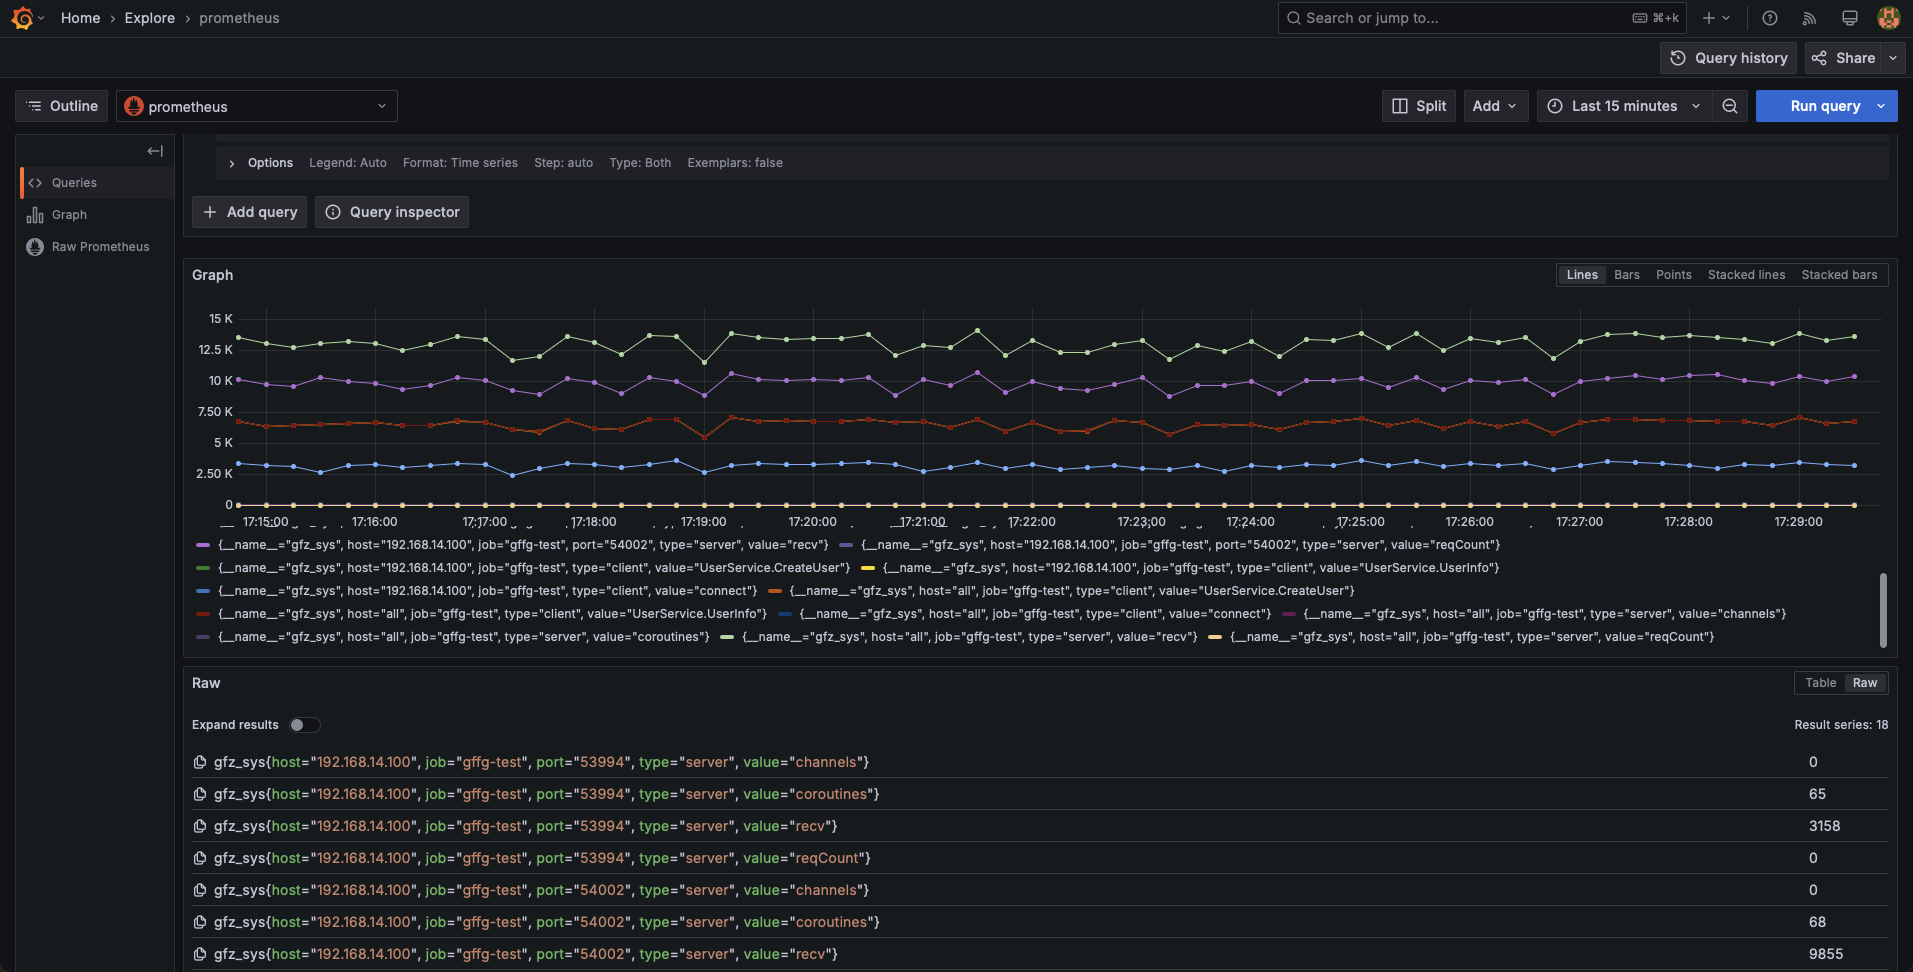 Home › Explore › prometheus
Search or jump to... ⌘+k
Query history Share
Outline prometheus Split Add Last 15 minutes Run query
Queries
Graph
Raw Prometheus
Options Legend: Auto Format: Time series Step: auto Type: Both Exemplars: false
Add query Query inspector
Graph Lines Bars Points Stacked lines Stacked bars
15 K
12.5 K
10 K
7.50 K
5 K
2.50 K
0
17:15:00 17:16:00 17:17:00 17:18:00 17:19:00 17:20:00 17:21:00 17:22:00 17:23:00 17:24:00 17:25:00 17:26:00 17:27:00 17:28:00 17:29:00
{__name__="gfz_sys", host="192.168.14.100", job="gffg-test", port="54002", type="server", value="recv"} {__name__="gfz_sys", host="192.168.14.100", job="gffg-test", port="54002", type="server", value="reqCount"}
{__name__="gfz_sys", host="192.168.14.100", job="gffg-test", type="client", value="UserService.CreateUser"} {__name__="gfz_sys", host="192.168.14.100", job="gffg-test", type="client", value="UserService.UserInfo"}
{__name__="gfz_sys", host="192.168.14.100", job="gffg-test", type="client", value="connect"} {__name__="gfz_sys", host="all", job="gffg-test", type="client", value="UserService.CreateUser"}
{__name__="gfz_sys", host="all", job="gffg-test", type="client", value="UserService.UserInfo"} {__name__="gfz_sys", host="all", job="gffg-test", type="client", value="connect"} {__name__="gfz_sys", host="all", job="gffg-test", type="server", value="channels"}
{__name__="gfz_sys", host="all", job="gffg-test", type="server", value="coroutines"} {__name__="gfz_sys", host="all", job="gffg-test", type="server", value="recv"} {__name__="gfz_sys", host="all", job="gffg-test", type="server", value="reqCount"}
Raw Table Raw
Expand results Result series: 18
gfz_sys{host="192.168.14.100", job="gffg-test", port="53994", type="server", value="channels"} 0
gfz_sys{host="192.168.14.100", job="gffg-test", port="53994", type="server", value="coroutines"} 65
gfz_sys{host="192.168.14.100", job="gffg-test", port="53994", type="server", value="recv"} 3158
gfz_sys{host="192.168.14.100", job="gffg-test", port="53994", type="server", value="reqCount"} 0
gfz_sys{host="192.168.14.100", job="gffg-test", port="54002", type="server", value="channels"} 0
gfz_sys{host="192.168.14.100", job="gffg-test", port="54002", type="server", value="coroutines"} 68
gfz_sys{host="192.168.14.100", job="gffg-test", port="54002", type="server", value="recv"} 9855